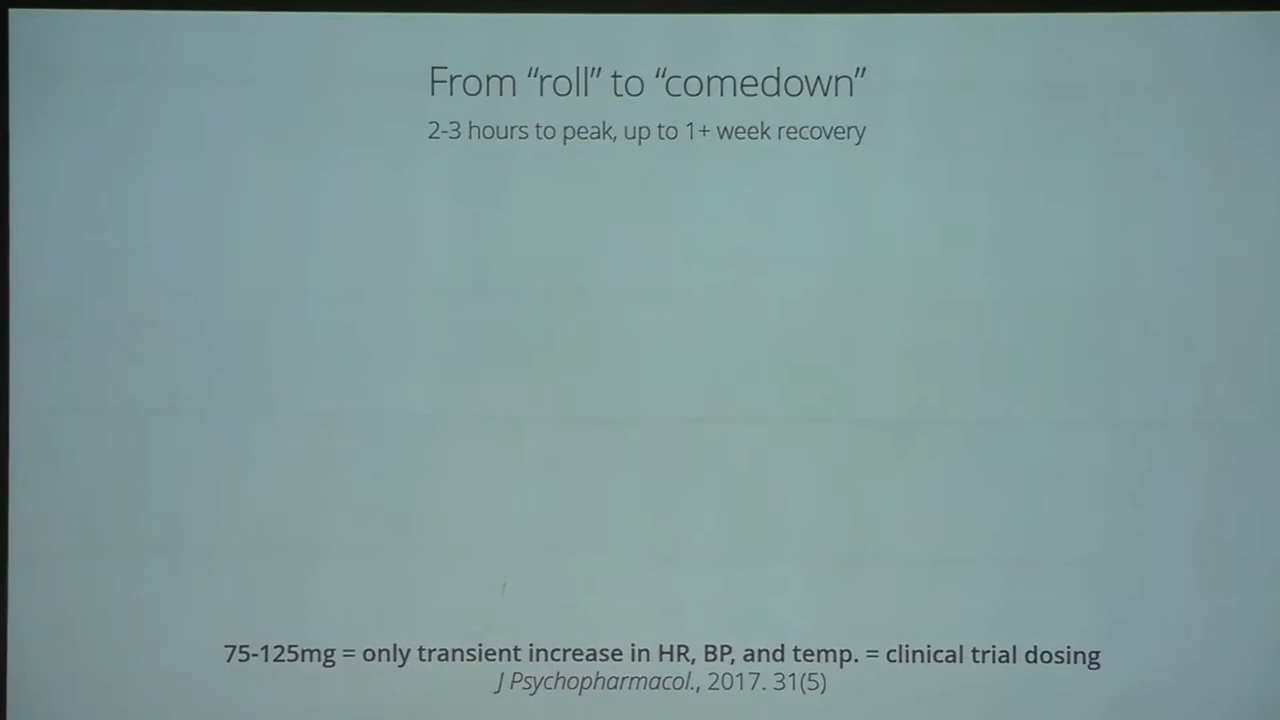 From “roll” to “comedown”
2-3 hours to peak, up to 1+ week recovery
75-125mg = only transient increase in HR, BP, and temp. = clinical trial dosing
J Psychopharmacol., 2017. 31(5)